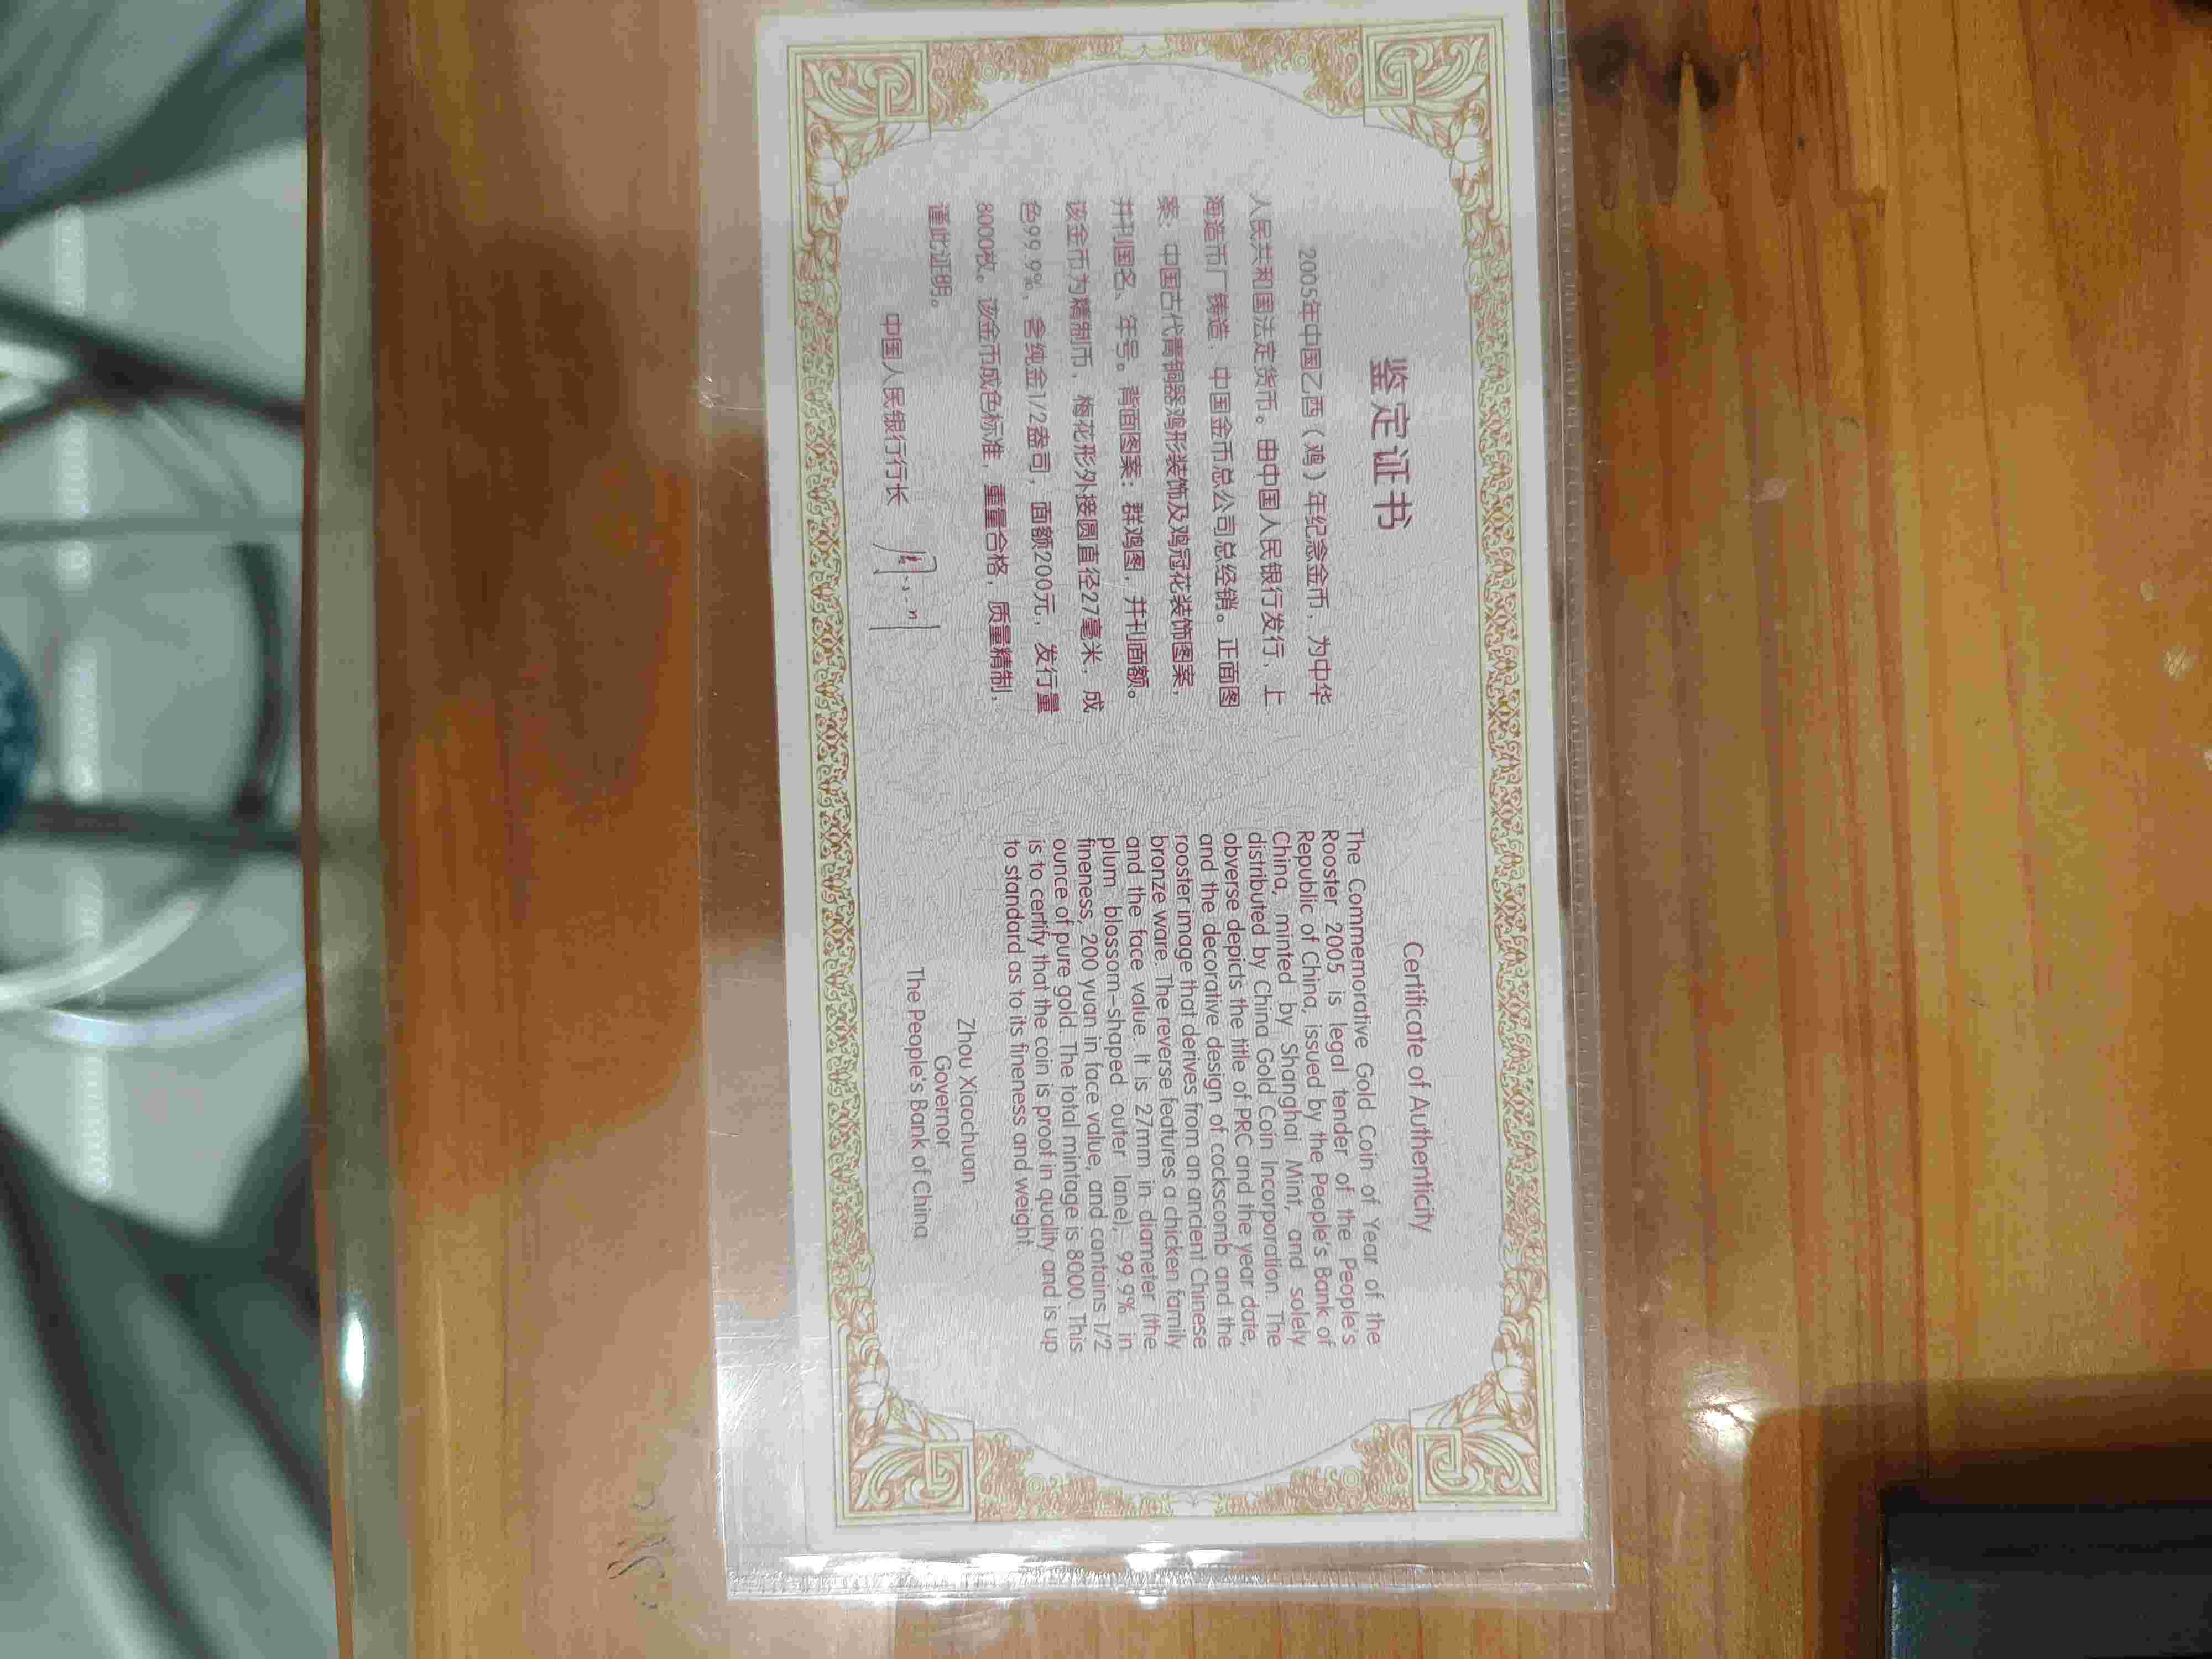 鉴定证书
2005年中国乙酉（鸡）年纪念金币，为中华
人民共和国法定货币。由中国人民银行发行，上
海造币厂铸造，中国金币总公司总经销。正面图
案：中国古代青铜器鸡形装饰及鸡冠花装饰图案，
并刊国名、年号。背面图案：群鸡图，并刊面额。
该金币为精制币，梅花形外接圆直径27毫米，成
色99.9%，含纯金1/2盎司，面额200元，发行量
8000枚。该金币成色标准，重量合格，质量精制，
谨此证明。
中国人民银行行长
Certificate of Authenticity
The Commemorative Gold Coin of Year of the
Rooster 2005 is legal tender of the People's
Republic of China, issued by the People's Bank of
China, minted by Shanghai Mint, and solely
distributed by China Gold Coin Incorporation. The
obverse depicts the title of PRC and the year date,
and the decorative design of cockscomb and the
rooster image that derives from an ancient Chinese
bronze ware. The reverse features a chicken family
and the face value. It is 27mm in diameter (the
plum blossom-shaped outer lane), 99.9% in
fineness, 200 yuan in face value, and contains 1/2
ounce of pure gold. The total mintage is 8000. This
is to certify that the coin is proof in quality and is up
to standard as to its fineness and weight.
Zhou Xiaochuan
Governor
The People's Bank of China